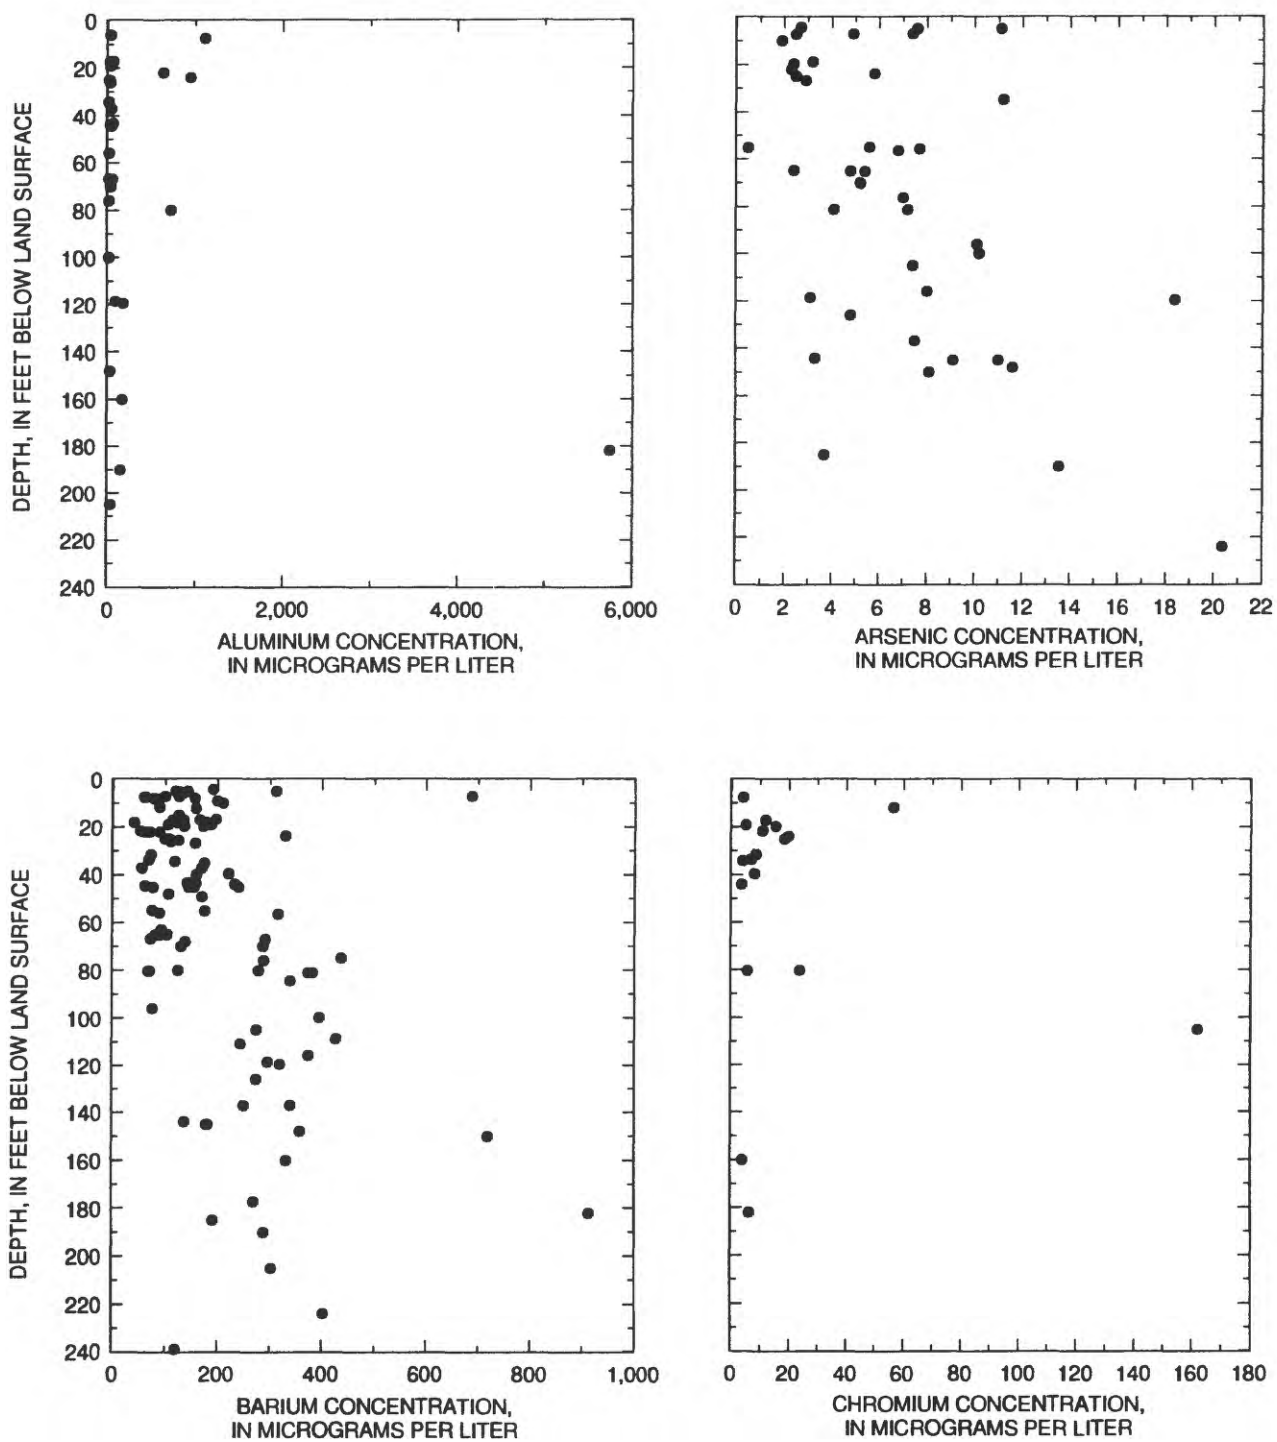 0
20
40
60
80
100
120
140
160
180
200
220
240
DEPTH, IN FEET BELOW LAND SURFACE
0 2,000 4,000 6,000
ALUMINUM CONCENTRATION,
IN MICROGRAMS PER LITER
0 2 4 6 8 10 12 14 16 18 20 22
ARSENIC CONCENTRATION,
IN MICROGRAMS PER LITER
0
20
40
60
80
100
120
140
160
180
200
220
240
DEPTH, IN FEET BELOW LAND SURFACE
0 200 400 600 800 1,000
BARIUM CONCENTRATION,
IN MICROGRAMS PER LITER
0 20 40 60 80 100 120 140 160 180
CHROMIUM CONCENTRATION,
IN MICROGRAMS PER LITER